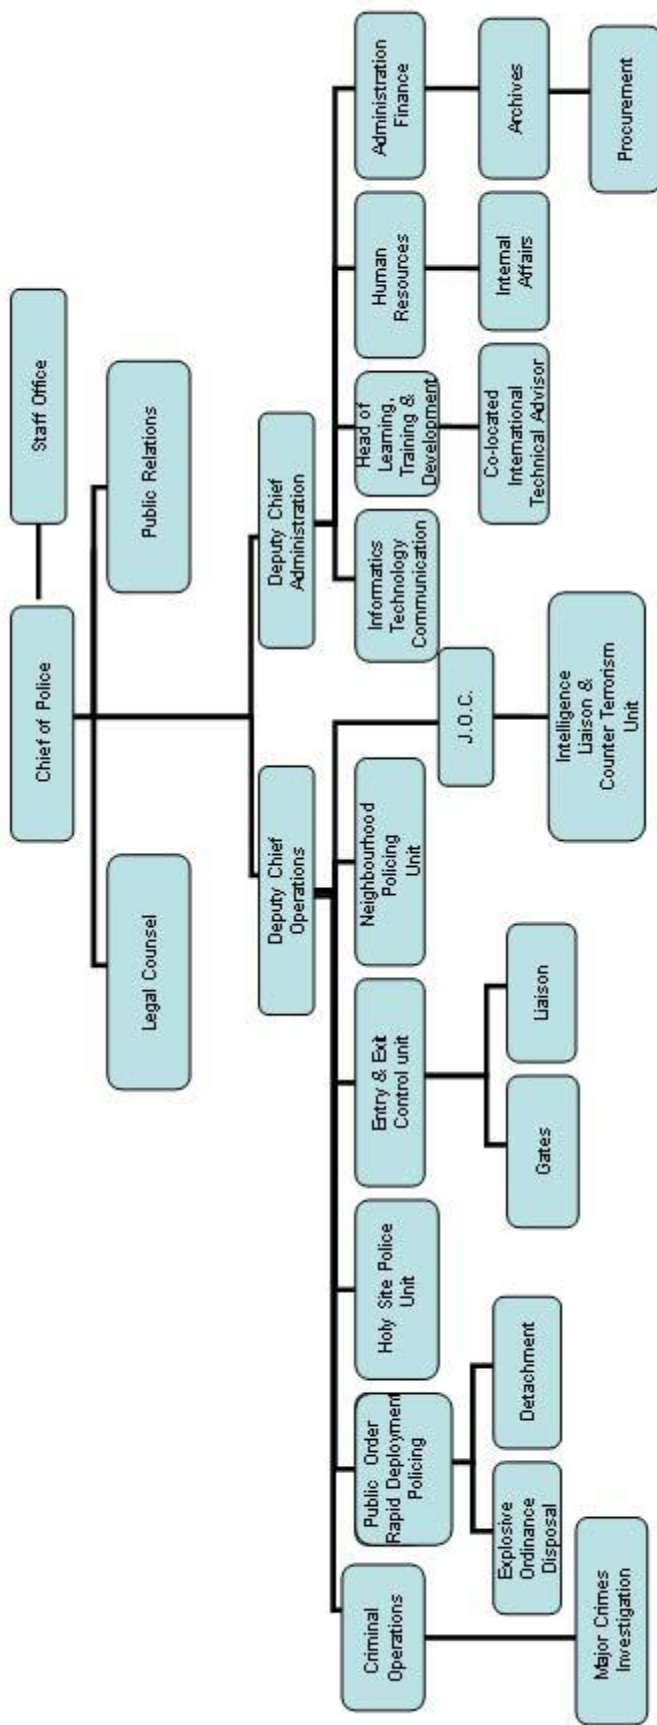 Chief of Police
Staff Office
Legal Counsel
Public Relations
Deputy Chief
Operations
Deputy Chief
Administration
Criminal
Operations
Public Order
Rapid Deployment
Policing
Holy Site Police
Unit
Entry & Exit
Control unit
Neighbourhood
Policing
Unit
J.O.C.
Informatics
Technology
Communication
Head of
Learning,
Training &
Development
Human
Resources
Administration
Finance
Major Crimes
Investigation
Explosive
Ordinance
Disposal
Detachment
Gates
Liaison
Intelligence
Liaison &
Counter Terrorism
Unit
Co-located
International
Technical Advisor
Internal
Affairs
Archives
Procurement